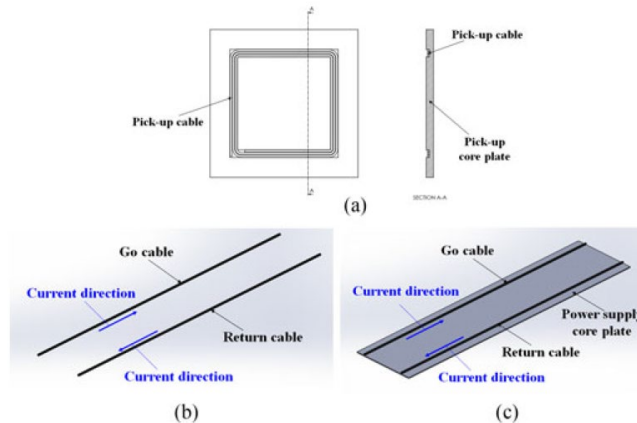 A
Pick-up cable
Pick-up cable
Pick-up
core plate
A
SECTION A-A
(a)
Go cable
Current direction
Return cable
Current direction
(b)
Go cable
Current direction
Power supply
core plate
Return cable
Current direction
(c)